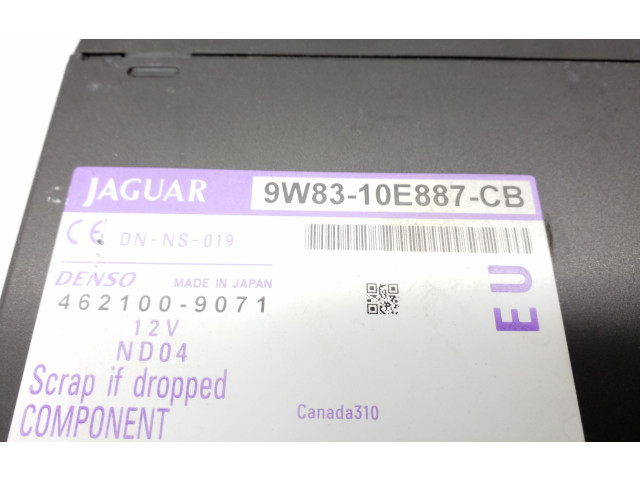 JAGUAR 9W83-10E887-CB
CE DN-NS-019
DENSO MADE IN JAPAN
462100-9071
12V
ND04
EU
Scrap if dropped
COMPONENT
Canada310